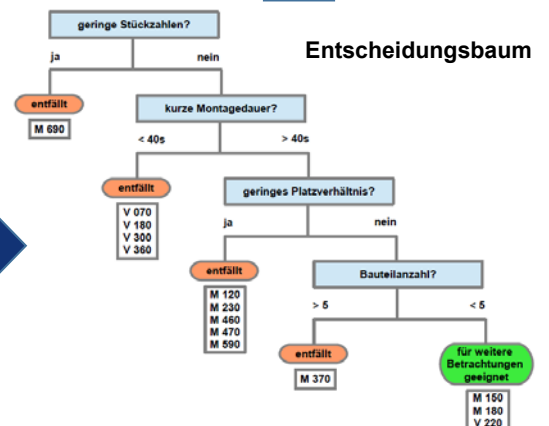 geringe Stückzahlen?
Entscheidungsbaum
ja
nein
entfällt
M 690
kurze Montagedauer?
< 40s
> 40s
entfällt
V 070
V 180
V 300
V 360
geringes Platzverhältnis?
ja
nein
entfällt
M 120
M 230
M 460
M 470
M 590
Bauteilanzahl?
> 5
< 5
entfällt
M 370
für weitere
Betrachtungen
geeignet
M 150
M 180
V 220